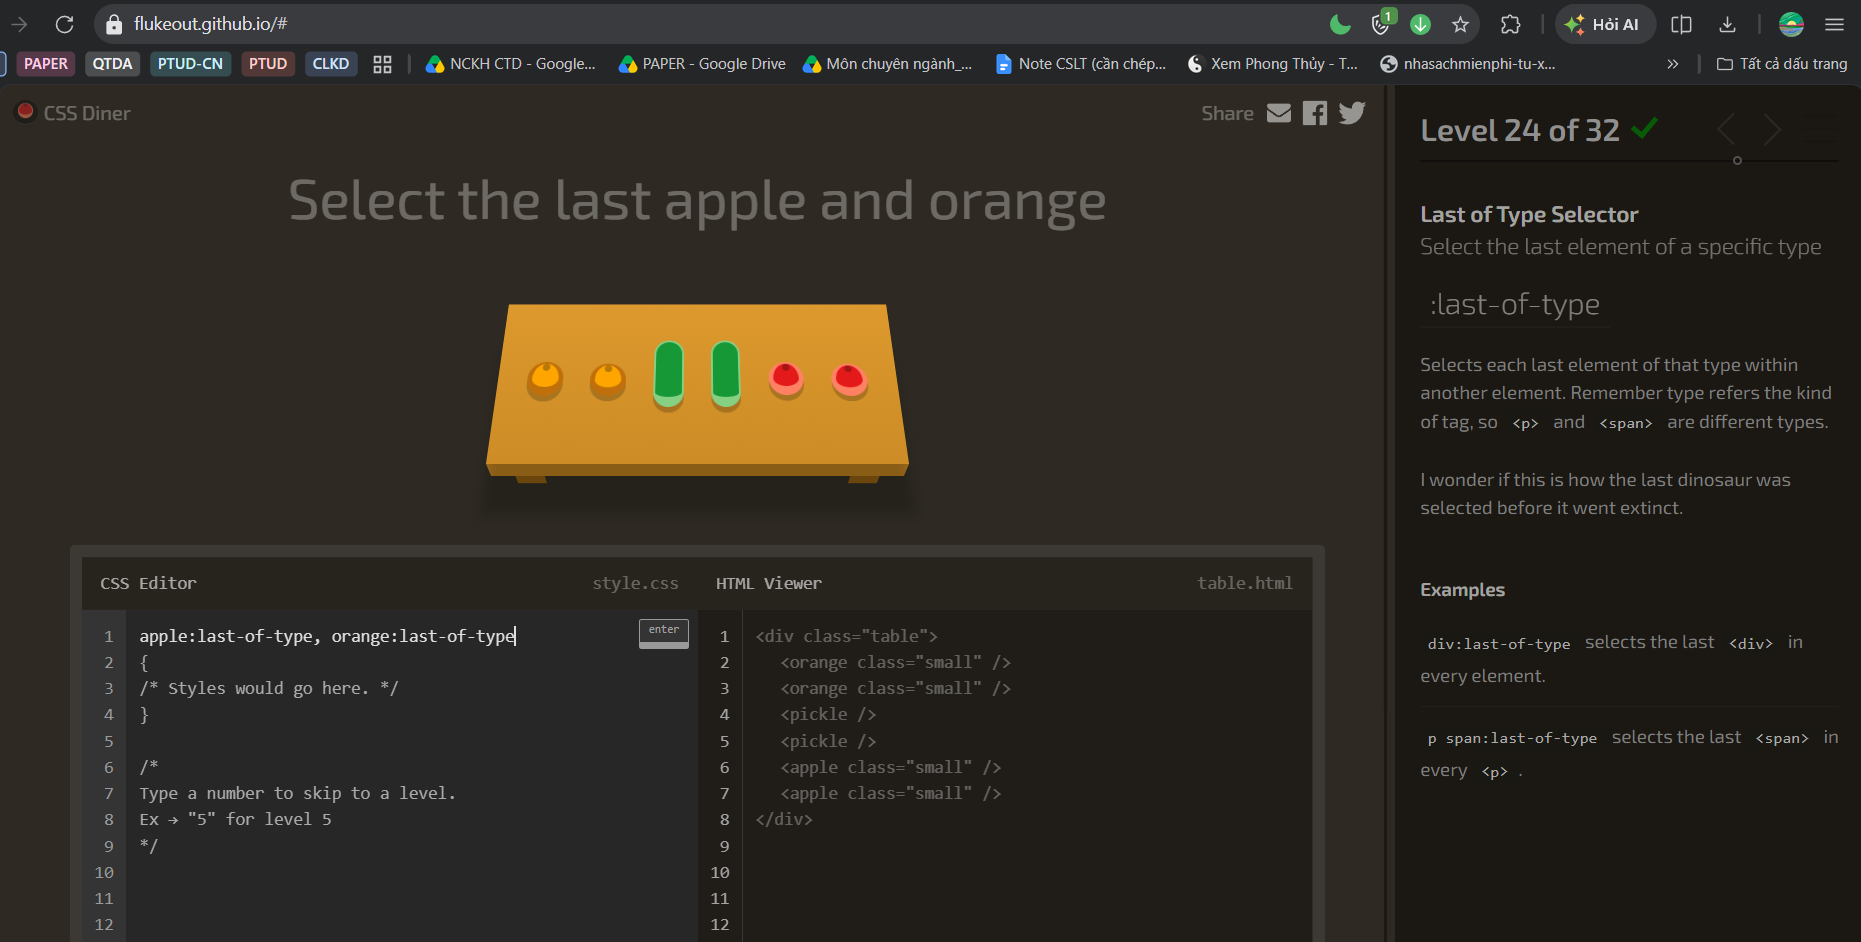 flukeout.github.io/#
1
Hỏi AI
PAPER
QTDA
PTUD-CN
PTUD
CLKD
NCKH CTD - Google...
PAPER - Google Drive
Môn chuyên ngành_...
Note CSLT (cần chép...
Xem Phong Thủy - T...
nhasachmienphi-tu-x...
»
Tất cả dấu trang
CSS Diner
Share
Select the last apple and orange
CSS Editor
style.css
1 apple:last-of-type, orange:last-of-type
enter
2 {
3 /* Styles would go here. */
4 }
5
6 /*
7 Type a number to skip to a level.
8 Ex → "5" for level 5
9 */
10
11
12
HTML Viewer
table.html
1 <div class="table">
2 <orange class="small" />
3 <orange class="small" />
4 <pickle />
5 <pickle />
6 <apple class="small" />
7 <apple class="small" />
8 </div>
9
10
11
12
Level 24 of 32
Last of Type Selector
Select the last element of a specific type
:last-of-type
Selects each last element of that type within
another element. Remember type refers the kind
of tag, so <p> and <span> are different types.
I wonder if this is how the last dinosaur was
selected before it went extinct.
Examples
div:last-of-type selects the last <div> in
every element.
p span:last-of-type selects the last <span> in
every <p> .